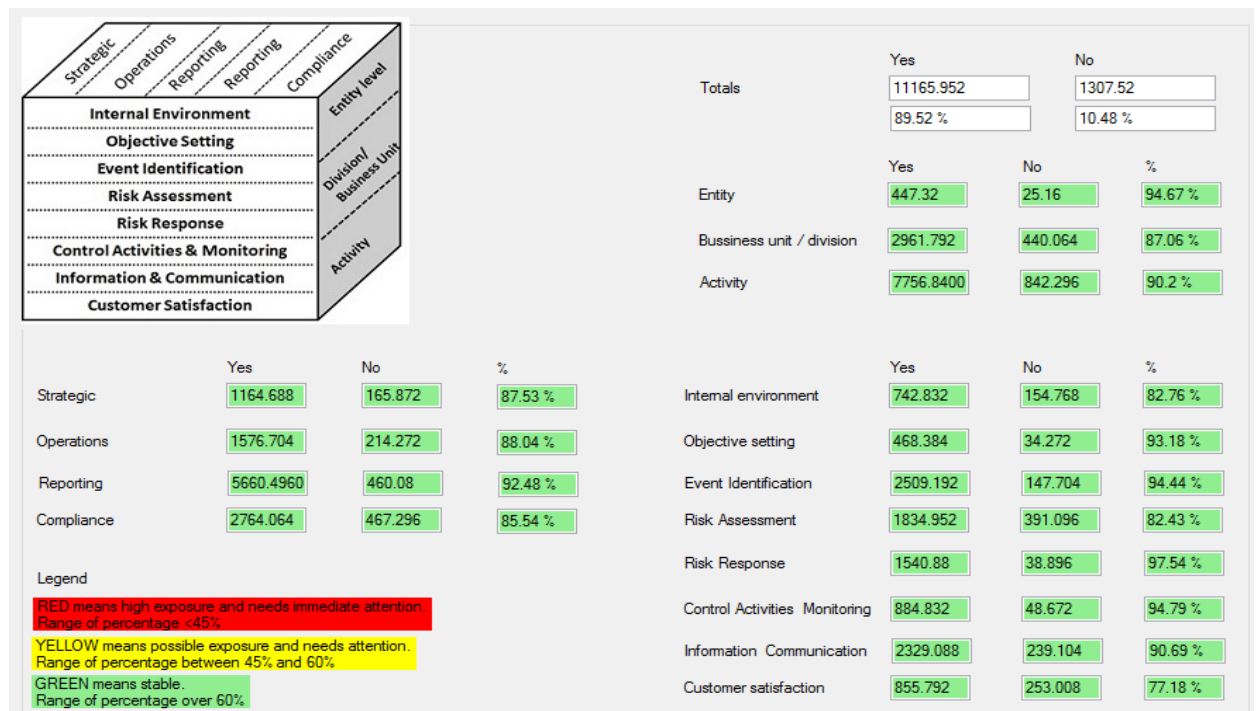 Strategic
Operations
Reporting
Reporting
Compliance
Entity level
Division/
Business Unit
Activity
Internal Environment
Objective Setting
Event Identification
Risk Assessment
Risk Response
Control Activities & Monitoring
Information & Communication
Customer Satisfaction
Yes No
Totals 11165.952 1307.52
89.52 % 10.48 %
Yes No %
Entity 447.32 25.16 94.67 %
Bussiness unit / division 2961.792 440.064 87.06 %
Activity 7756.8400 842.296 90.2 %
Yes No %
Strategic 1164.688 165.872 87.53 %
Operations 1576.704 214.272 88.04 %
Reporting 5660.4960 460.08 92.48 %
Compliance 2764.064 467.296 85.54 %
Legend
RED means high exposure and needs immediate attention.
Range of percentage <45%
YELLOW means possible exposure and needs attention.
Range of percentage between 45% and 60%
GREEN means stable.
Range of percentage over 60%
Yes No %
Internal environment 742.832 154.768 82.76 %
Objective setting 468.384 34.272 93.18 %
Event Identification 2509.192 147.704 94.44 %
Risk Assessment 1834.952 391.096 82.43 %
Risk Response 1540.88 38.896 97.54 %
Control Activities Monitoring 884.832 48.672 94.79 %
Information Communication 2329.088 239.104 90.69 %
Customer satisfaction 855.792 253.008 77.18 %